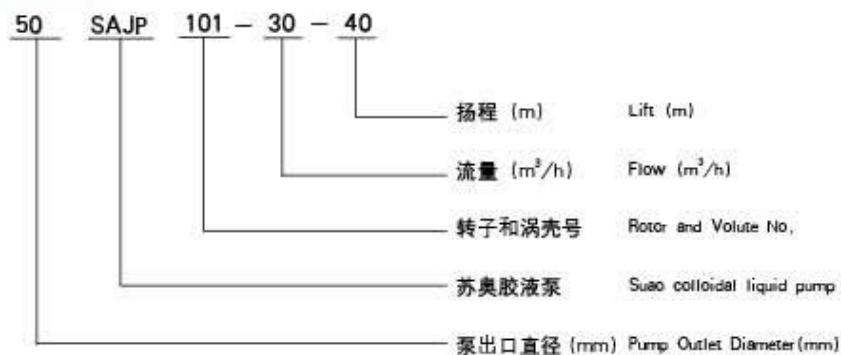 50 SAJP 101-30-40
扬程 (m) Lift (m)
流量 (m³/h) Flow (m³/h)
转子和涡壳号 Rotor and Volute No.
苏奥胶液泵 Suao colloidal liquid pump
泵出口直径 (mm) Pump Outlet Diameter(mm)